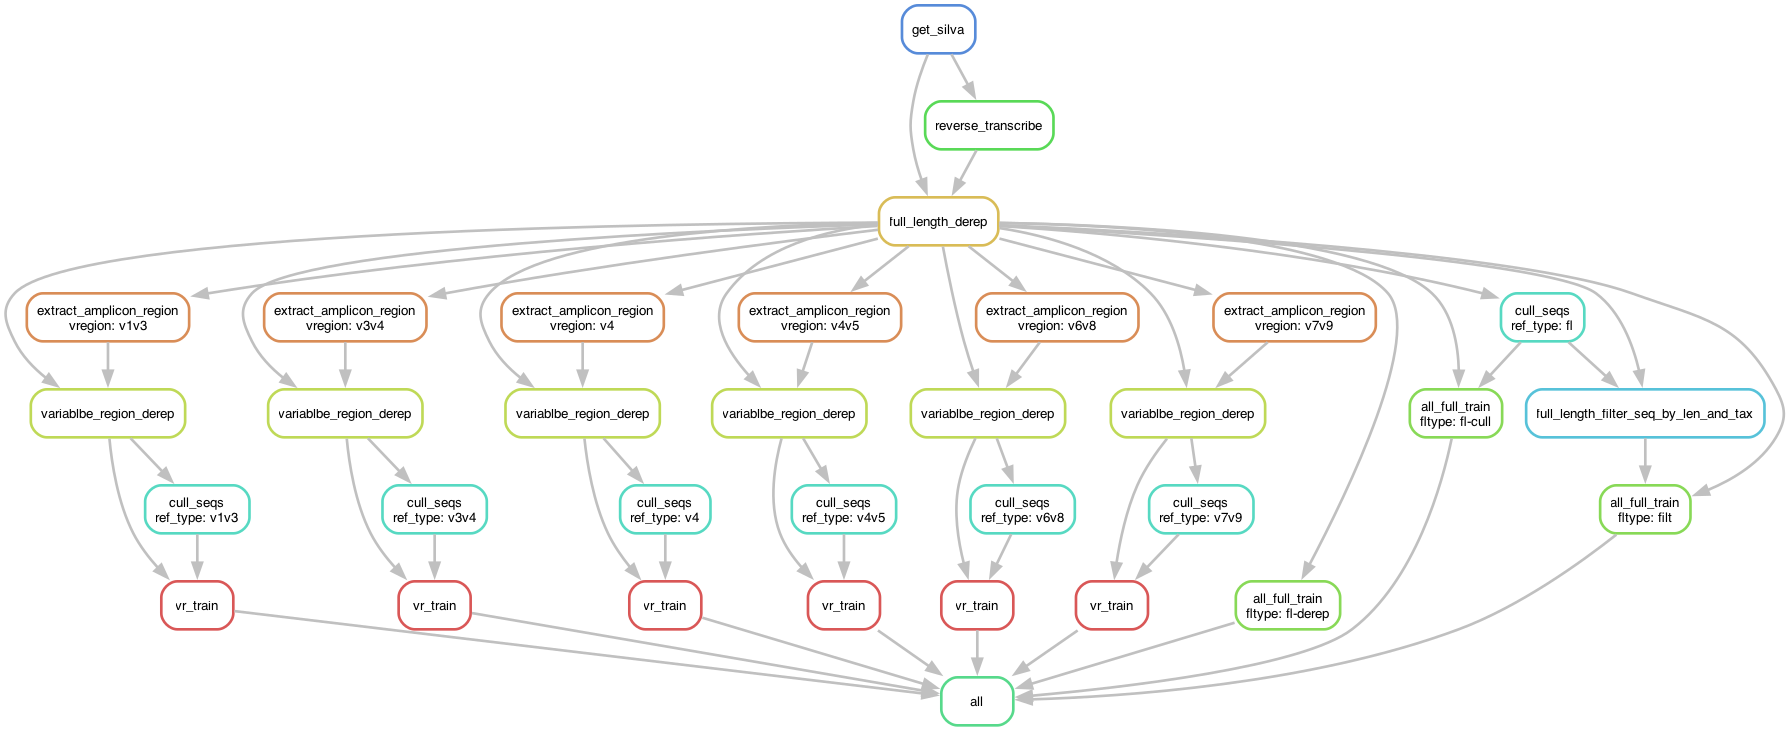 get_silva
reverse_transcribe
full_length_derep
extract_amplicon_region
vregion: v1v3
extract_amplicon_region
vregion: v3v4
extract_amplicon_region
vregion: v4
extract_amplicon_region
vregion: v4v5
extract_amplicon_region
vregion: v6v8
extract_amplicon_region
vregion: v7v9
cull_seqs
ref_type: fl
variablbe_region_derep
variablbe_region_derep
variablbe_region_derep
variablbe_region_derep
variablbe_region_derep
variablbe_region_derep
all_full_train
fltype: fl-cull
full_length_filter_seq_by_len_and_tax
cull_seqs
ref_type: v1v3
cull_seqs
ref_type: v3v4
cull_seqs
ref_type: v4
cull_seqs
ref_type: v4v5
cull_seqs
ref_type: v6v8
cull_seqs
ref_type: v7v9
all_full_train
fltype: filt
vr_train
vr_train
vr_train
vr_train
vr_train
vr_train
all_full_train
fltype: fl-derep
all